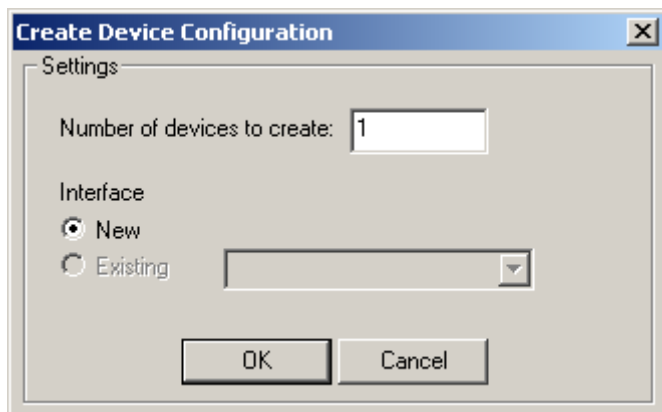 Create Device Configuration
Settings
Number of devices to create: 1
Interface
New
Existing
OK Cancel